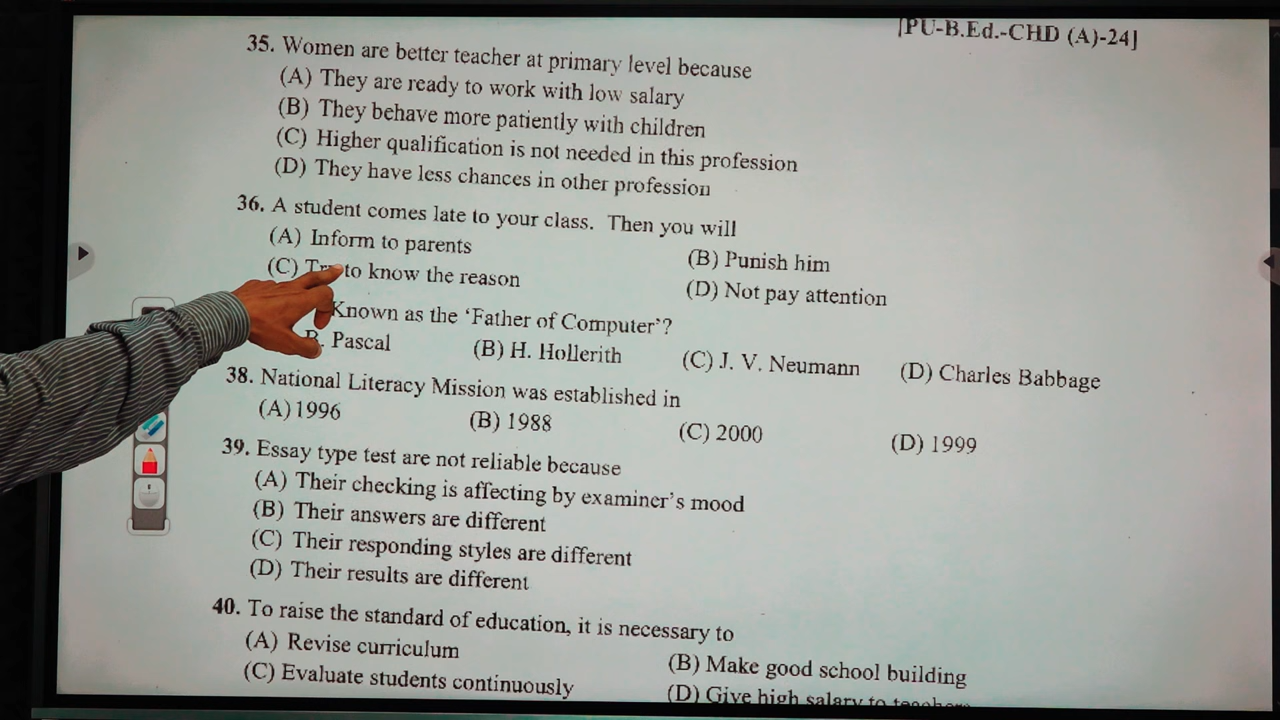 [PU-B.Ed.-CHD (A)-24]
35. Women are better teacher at primary level because
(A) They are ready to work with low salary
(B) They behave more patiently with children
(C) Higher qualification is not needed in this profession
(D) They have less chances in other profession
36. A student comes late to your class. Then you will
(A) Inform to parents (B) Punish him
(C) to know the reason (D) Not pay attention
Known as the ‘Father of Computer’?
Pascal (B) H. Hollerith (C) J. V. Neumann (D) Charles Babbage
38. National Literacy Mission was established in
(A) 1996 (B) 1988 (C) 2000 (D) 1999
39. Essay type test are not reliable because
(A) Their checking is affecting by examiner’s mood
(B) Their answers are different
(C) Their responding styles are different
(D) Their results are different
40. To raise the standard of education, it is necessary to
(A) Revise curriculum (B) Make good school building
(C) Evaluate students continuously (D) Give high salary to